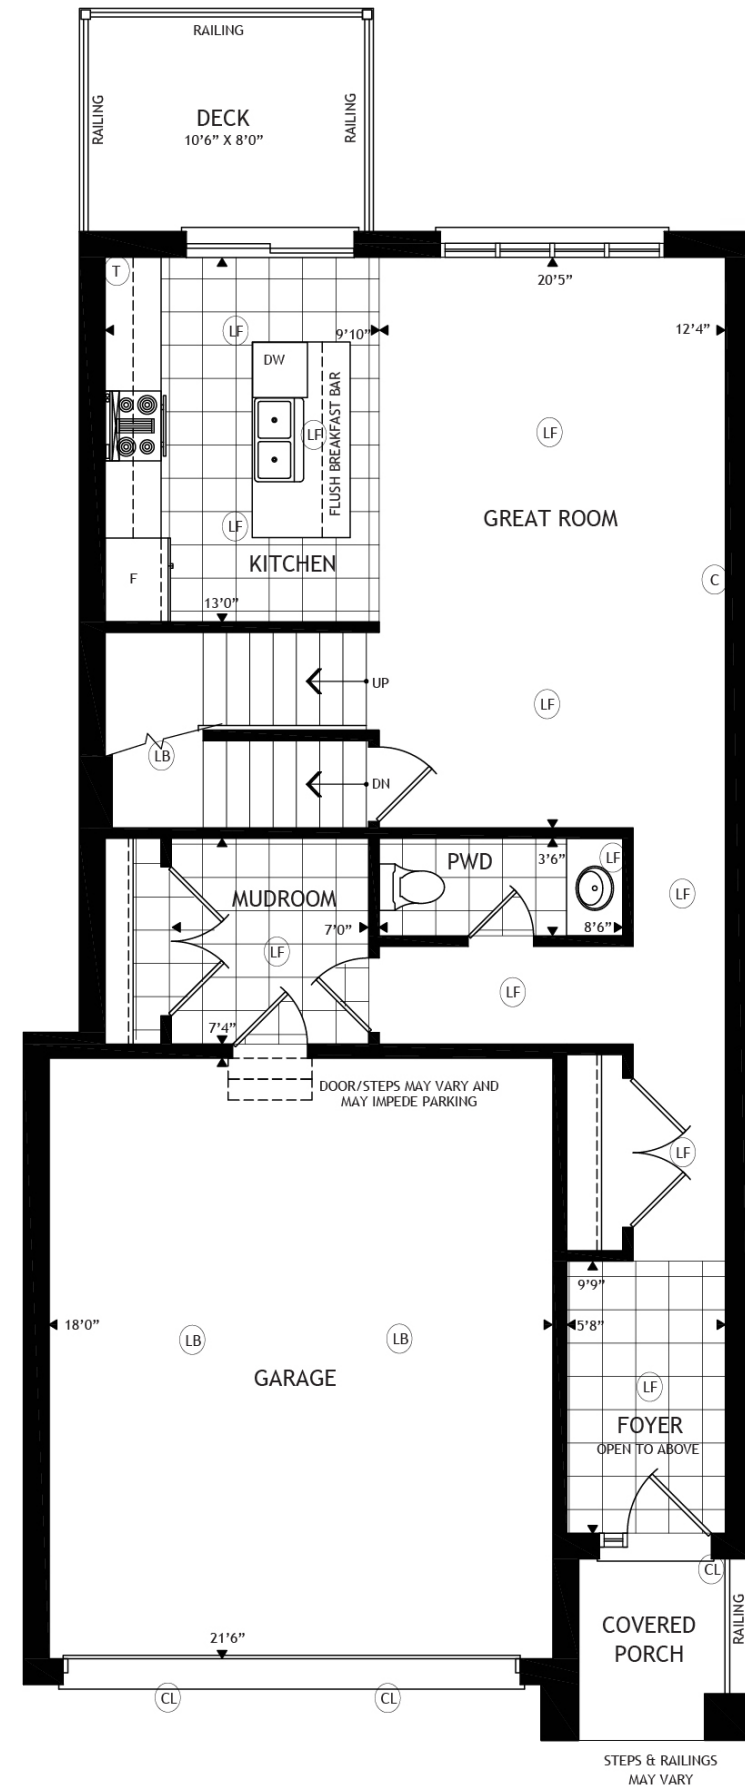 RAILING
RAILING
RAILING
DECK
10'6” X 8'0”
T
20'5”
LF
9'10”
12'4”
DW
FLUSH BREAKFAST BAR
LF
LF
GREAT ROOM
LF
KITCHEN
F
C
13'0”
UP
LF
LB
DN
PWD
3'6”
LF
MUDROOM
LF
7'0”
8'6”
LF
LF
7'4”
DOOR/STEPS MAY VARY AND
MAY IMPEDE PARKING
LF
9'9”
18'0”
5'8”
LB
LB
GARAGE
LF
FOYER
OPEN TO ABOVE
CL
RAILING
COVERED
PORCH
21'6”
CL
CL
STEPS & RAILINGS
MAY VARY